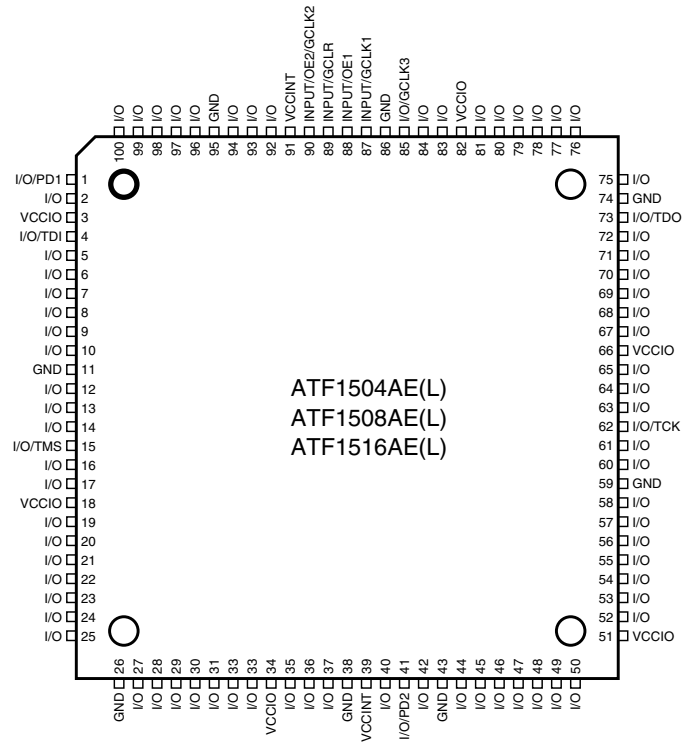 I/O I/O I/O I/O I/O GND I/O I/O I/O VCCINT INPUT/OE2/GCLK2 INPUT/GCLR INPUT/OE1 INPUT/GCLK1 GND I/O/GCLK3 I/O I/O VCCIO I/O I/O I/O I/O I/O I/O
100 99 98 97 96 95 94 93 92 91 90 89 88 87 86 85 84 83 82 81 80 79 78 77 76
I/O/PD1 1
I/O 2
VCCIO 3
I/O/TDI 4
I/O 5
I/O 6
I/O 7
I/O 8
I/O 9
I/O 10
GND 11
I/O 12
I/O 13
I/O 14
I/O/TMS 15
I/O 16
I/O 17
VCCIO 18
I/O 19
I/O 20
I/O 21
I/O 22
I/O 23
I/O 24
I/O 25
ATF1504AE(L)
ATF1508AE(L)
ATF1516AE(L)
75 I/O
74 GND
73 I/O/TDO
72 I/O
71 I/O
70 I/O
69 I/O
68 I/O
67 I/O
66 VCCIO
65 I/O
64 I/O
63 I/O
62 I/O/TCK
61 I/O
60 I/O
59 GND
58 I/O
57 I/O
56 I/O
55 I/O
54 I/O
53 I/O
52 I/O
51 VCCIO
26 27 28 29 30 31 33 33 34 35 36 37 38 39 40 41 42 43 44 45 46 47 48 49 50
GND I/O I/O I/O I/O I/O I/O I/O VCCIO I/O I/O I/O GND VCCINT I/O I/O/PD2 I/O GND I/O I/O I/O I/O I/O I/O I/O